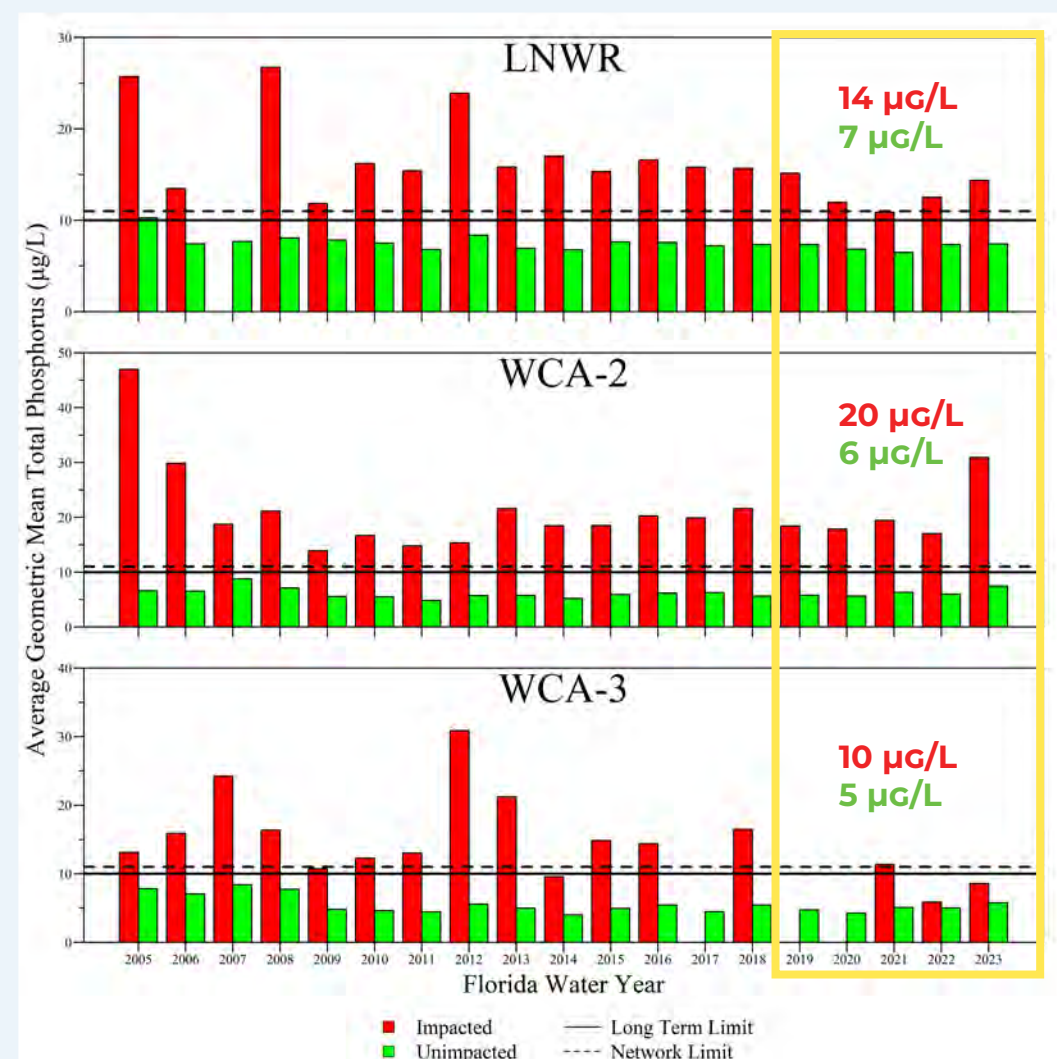 Average Geometric Mean Total Phosphorus (µg/L)
LNWR
30
20
10
0
14 µG/L
7 µG/L
WCA-2
50
40
30
20
10
0
20 µG/L
6 µG/L
WCA-3
40
30
20
10
0
10 µG/L
5 µG/L
2005 2006 2007 2008 2009 2010 2011 2012 2013 2014 2015 2016 2017 2018 2019 2020 2021 2022 2023
Florida Water Year
Impacted Long Term Limit
Unimpacted Network Limit